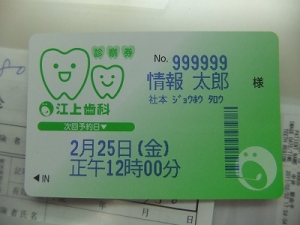 診察券
No. 999999
情報 太郎 様
社本 ジョウホウ タロウ
江上歯科
次回予約日▼
2月25日(金)
正午12時00分
◀IN